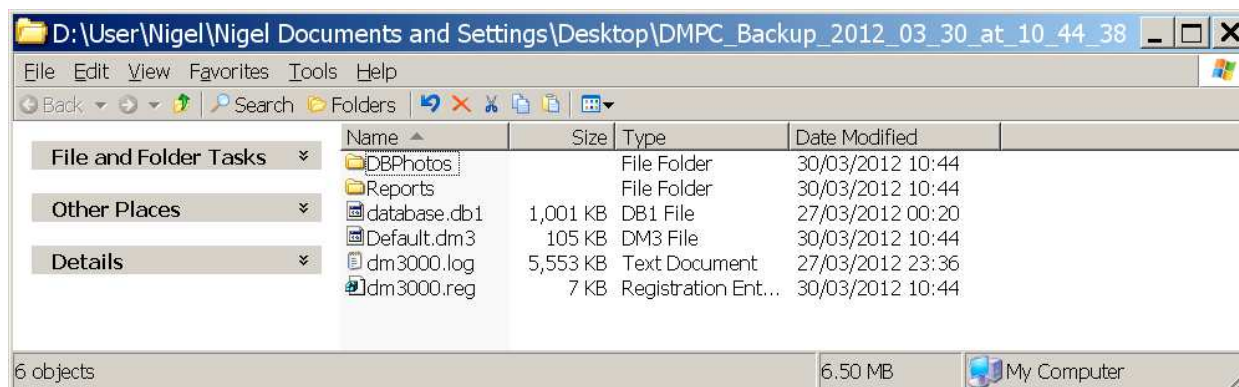 D:\User\Nigel\Nigel Documents and Settings\Desktop\DMPC_Backup_2012_03_30_at_10_44_38
File Edit View Favorites Tools Help
Back Search Folders
Name Size Type Date Modified
File and Folder Tasks
DBPhotos File Folder 30/03/2012 10:44
Reports File Folder 30/03/2012 10:44
Other Places
database.db1 1,001 KB DB1 File 27/03/2012 00:20
Default.dm3 105 KB DM3 File 30/03/2012 10:44
Details
dm3000.log 5,553 KB Text Document 27/03/2012 23:36
dm3000.reg 7 KB Registration Ent... 30/03/2012 10:44
6 objects 6.50 MB My Computer